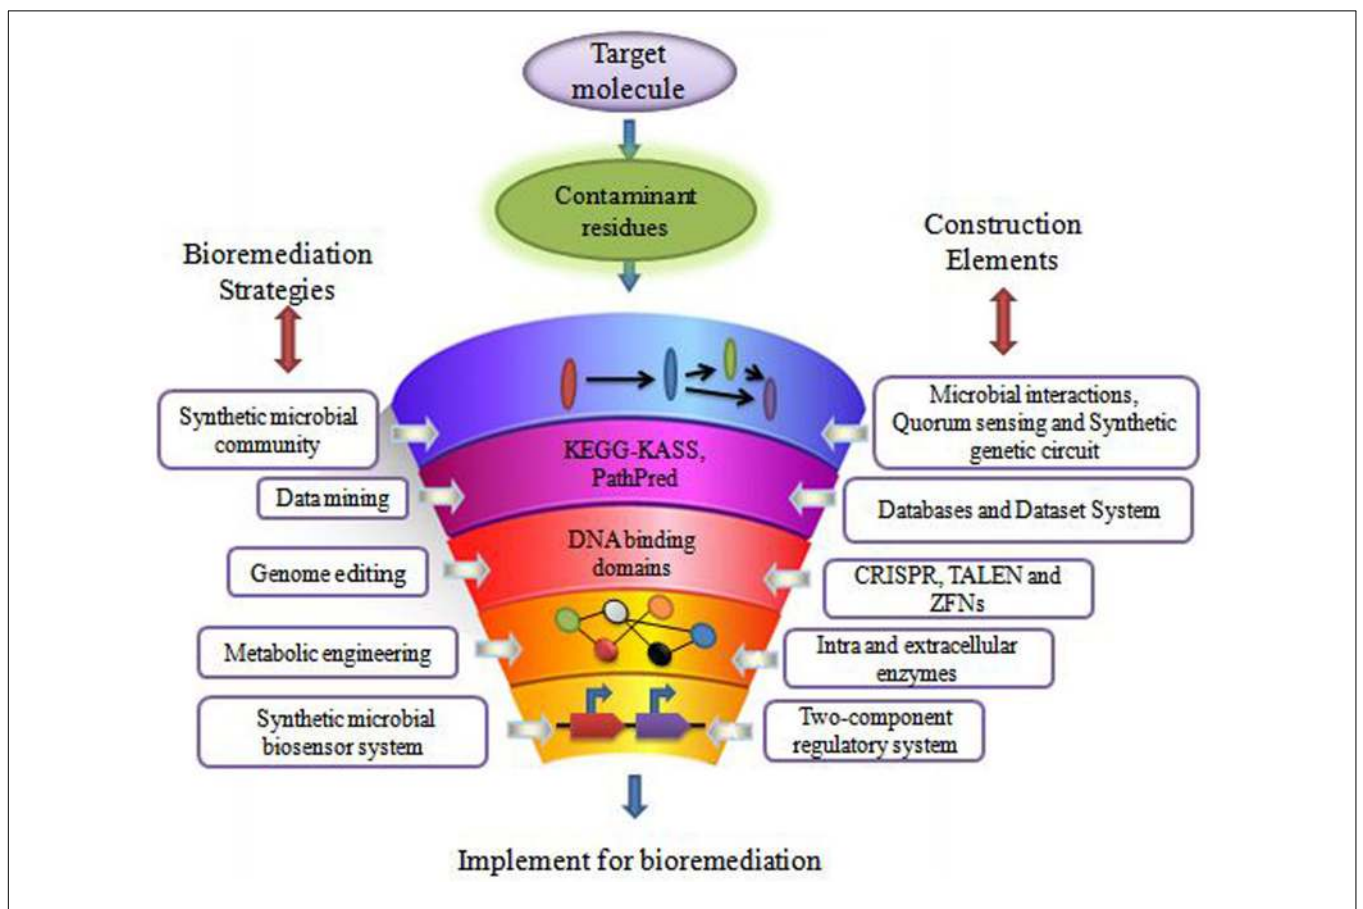 Target
molecule
Contaminant
residues
Bioremediation
Strategies
Construction
Elements
Synthetic microbial
community
Microbial interactions,
Quorum sensing and Synthetic
genetic circuit
KEGG-KASS,
PathPred
Data mining
Databases and Dataset System
DNA binding
domains
Genome editing
CRISPR, TALEN and
ZFNs
Metabolic engineering
Intra and extracellular
enzymes
Synthetic microbial
biosensor system
Two-component
regulatory system
Implement for bioremediation